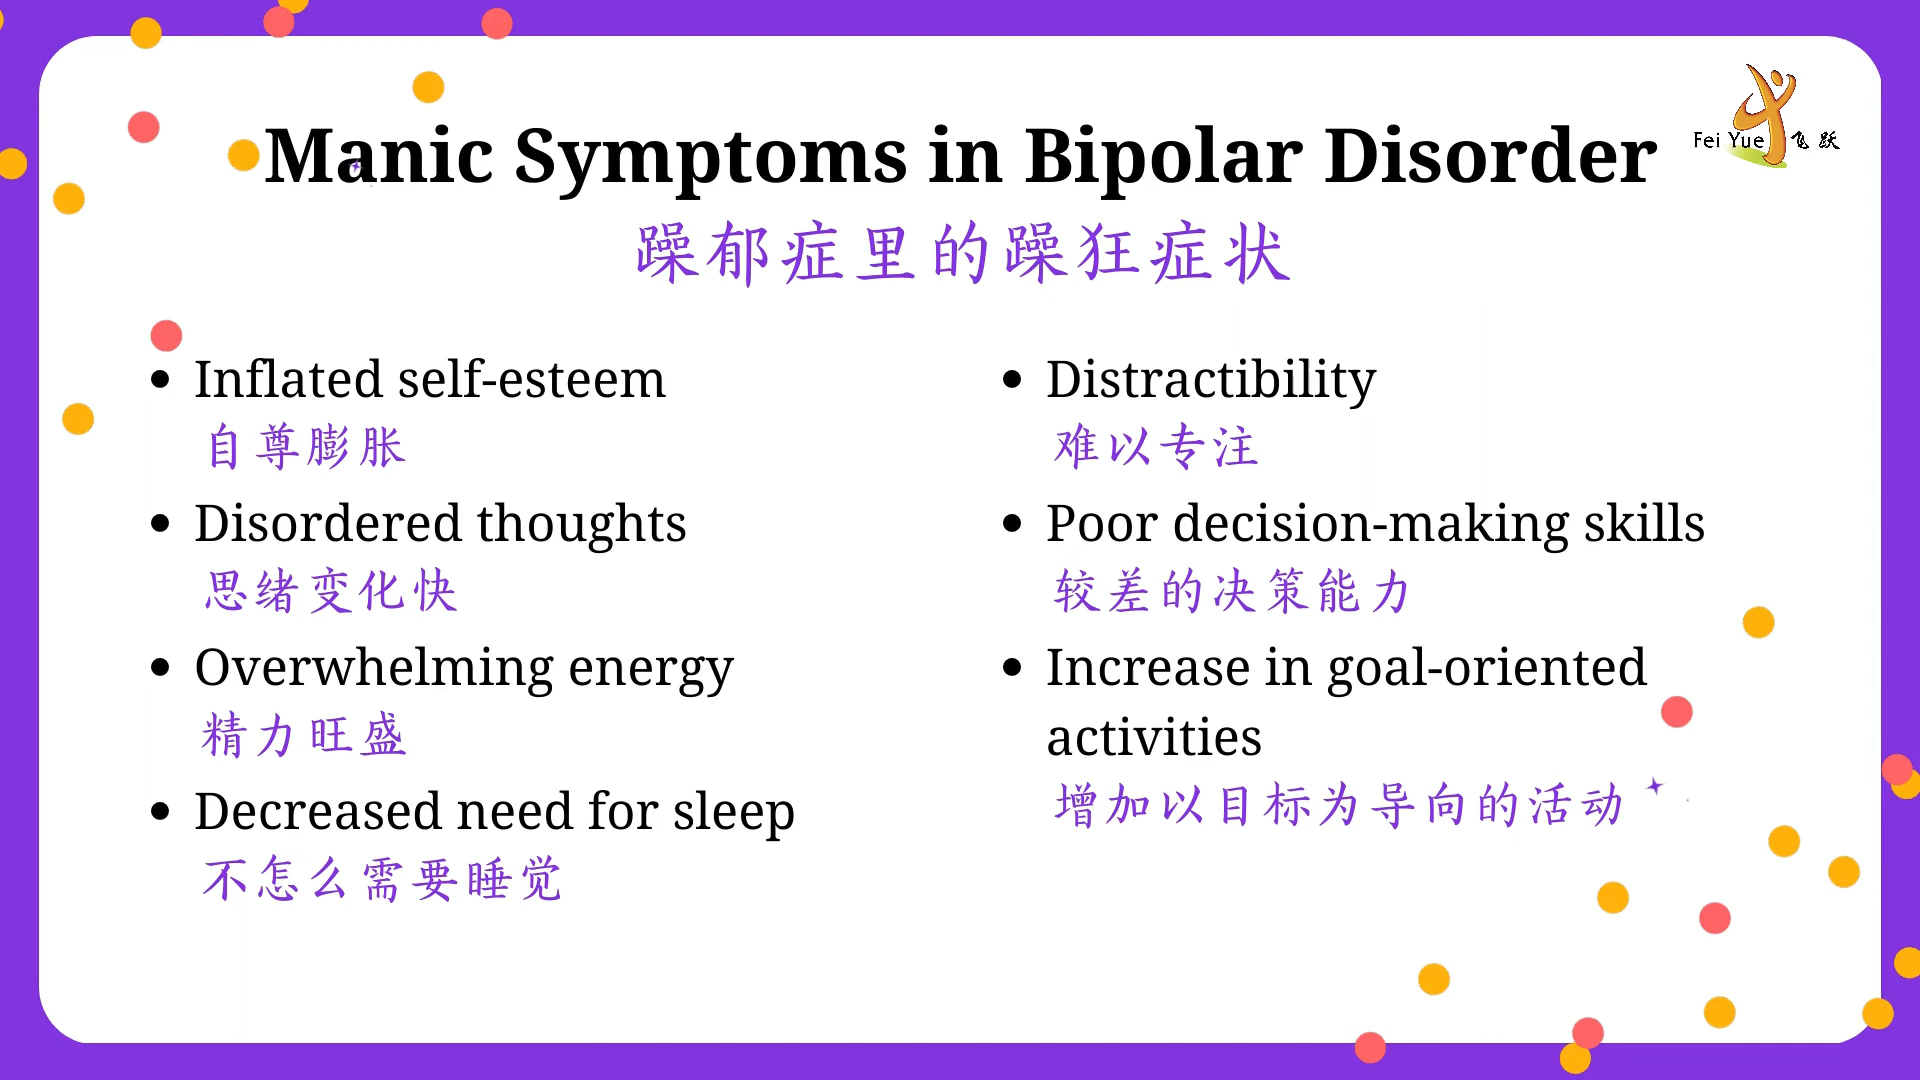 Manic Symptoms in Bipolar Disorder
Fei Yue 飞跃
躁郁症里的躁狂症状
• Inflated self-esteem
自尊膨胀
• Disordered thoughts
思绪变化快
• Overwhelming energy
精力旺盛
• Decreased need for sleep
不怎么需要睡觉
• Distractibility
难以专注
• Poor decision-making skills
较差的决策能力
• Increase in goal-oriented
activities
增加以目标为导向的活动